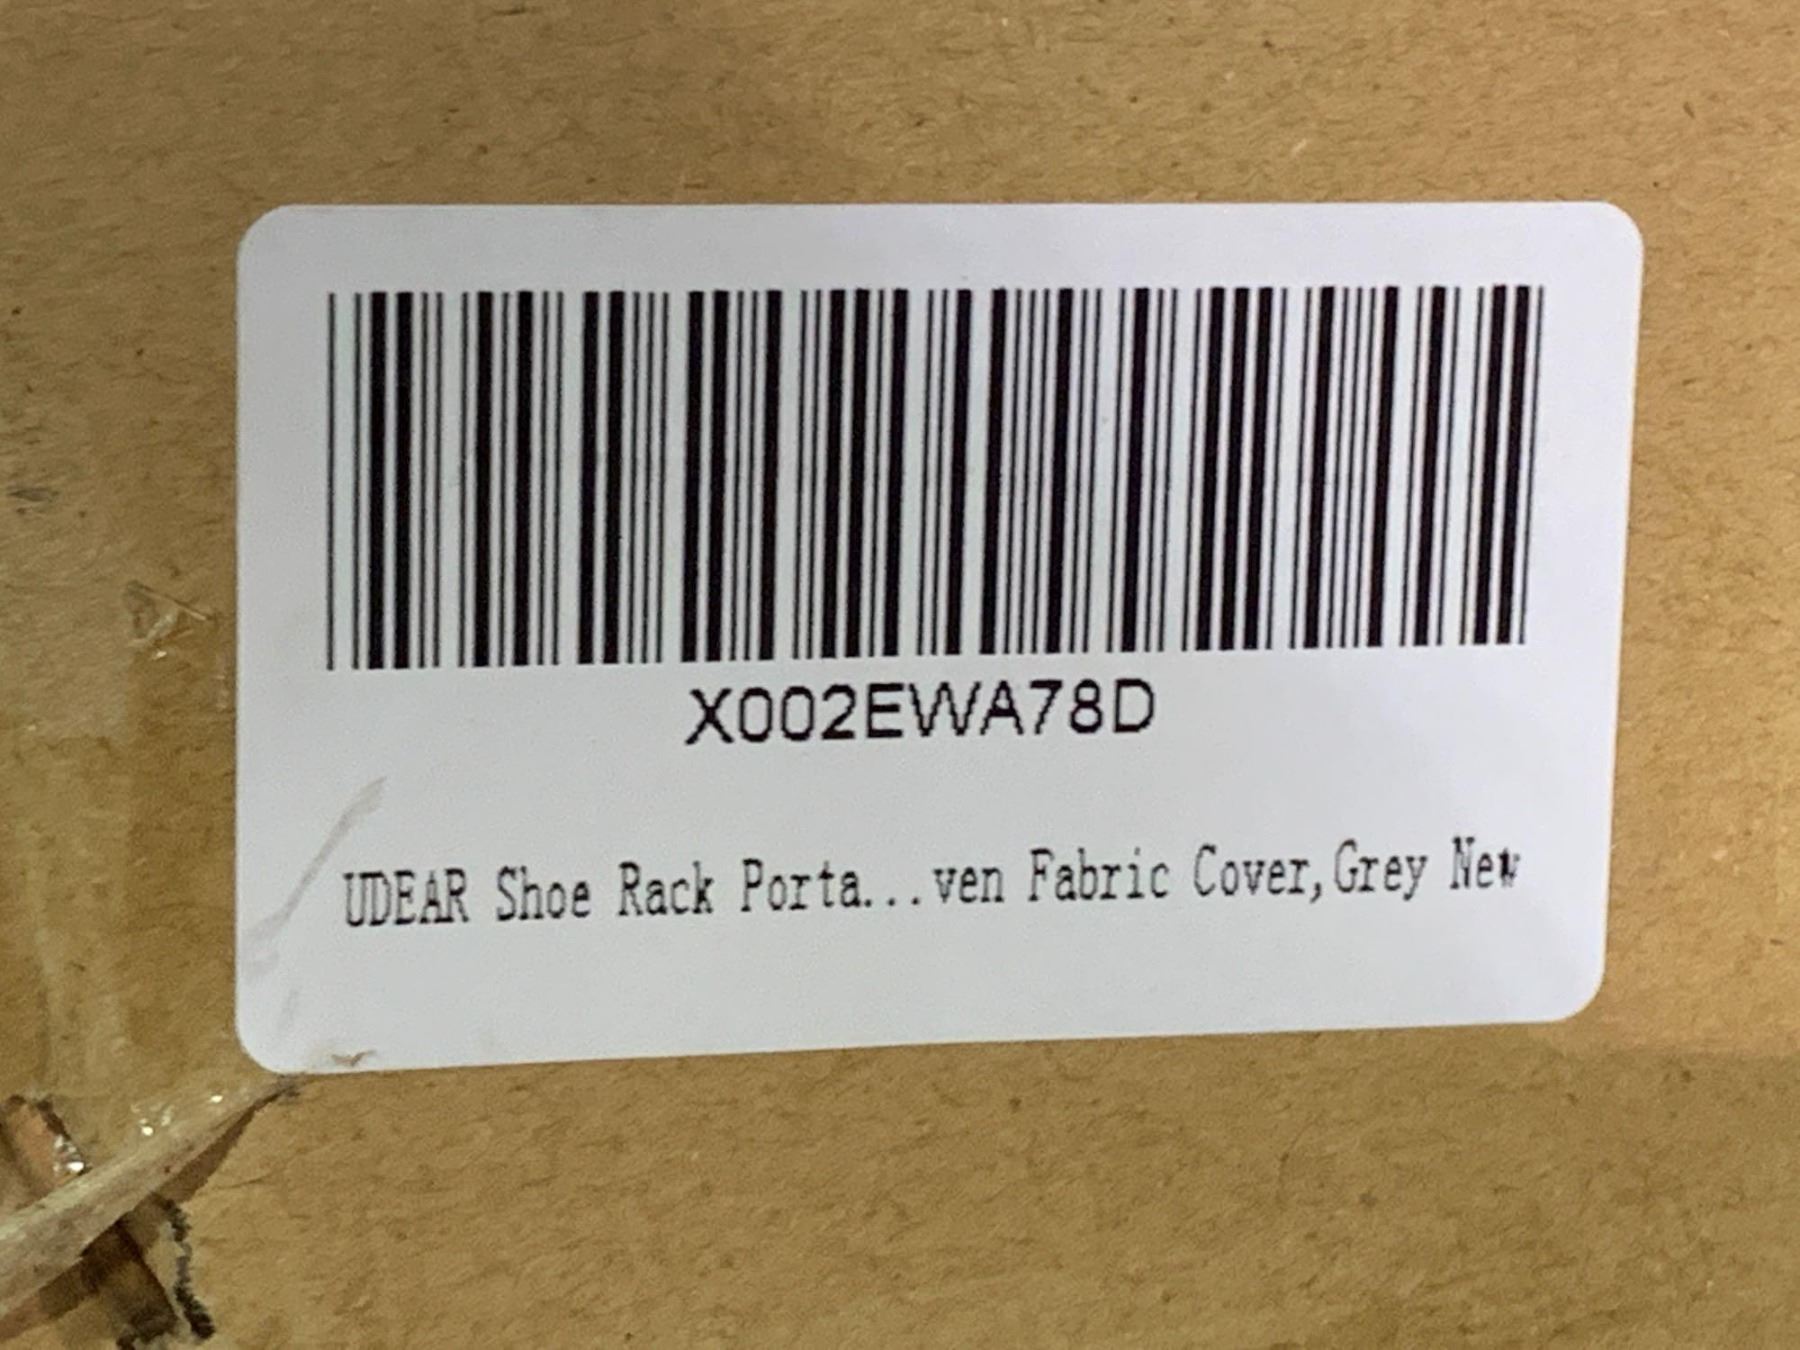 X002EWA78D
UDEAR Shoe Rack Porta...ven Fabric Cover,Grey New